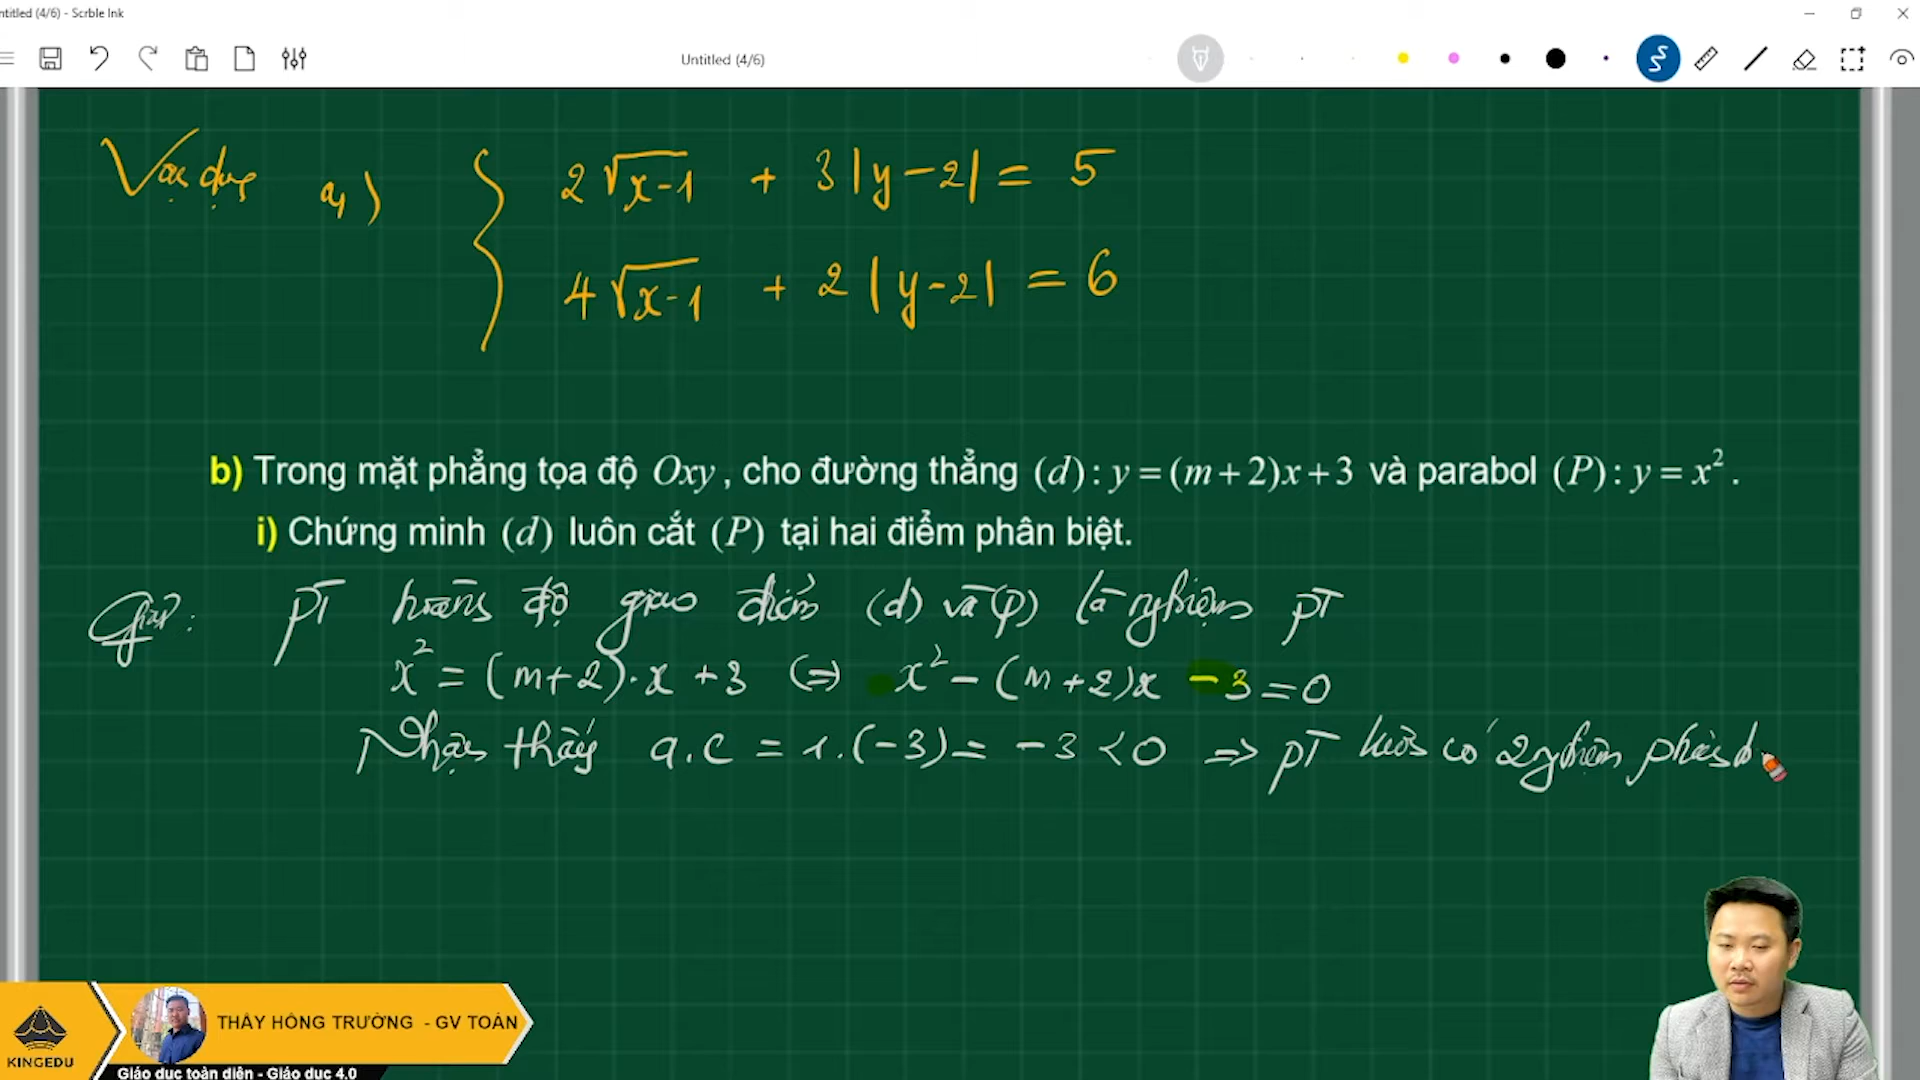 ntitled (4/6) - Scrble Ink
Untitled (4/6)
Vận dụng a,) 2√x-1 + 3|y-2| = 5
4√x-1 + 2|y-2| = 6
b) Trong mặt phẳng tọa độ Oxy, cho đường thẳng (d): y = (m+2)x+3 và parabol (P): y = x².
i) Chứng minh (d) luôn cắt (P) tại hai điểm phân biệt.
Giải: PT hoành độ giao điểm (d) và (P) là nghiệm PT
x² = (m+2).x +3 (=) x² - (m+2)x - 3 = 0
Nhận thấy a.c = 1.(-3) = -3 < 0 => PT luôn có 2 nghiệm phân b
THẦY HỒNG TRƯỜNG - GV TOÁN
KINGEDU
Giáo dục toàn diện - Giáo dục 4.0